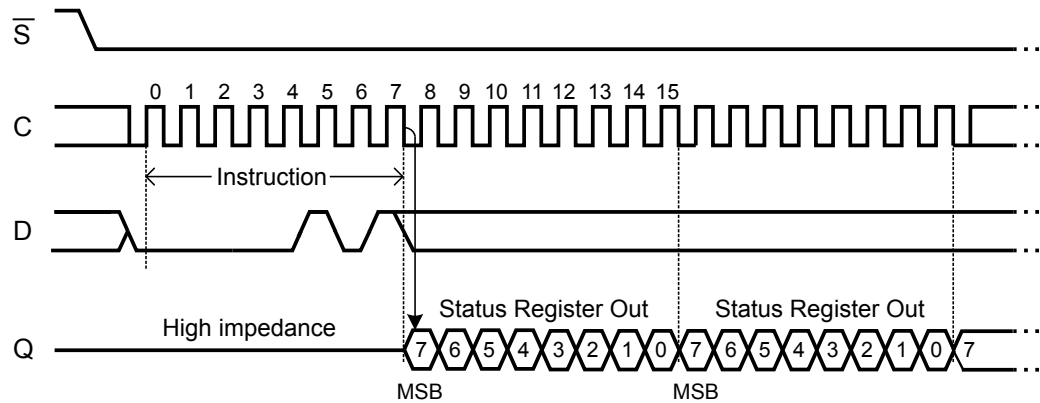 S
0 1 2 3 4 5 6 7 8 9 10 11 12 13 14 15
C
Instruction
D
Status Register Out Status Register Out
High impedance
Q 7 6 5 4 3 2 1 0 7 6 5 4 3 2 1 0 7
MSB MSB